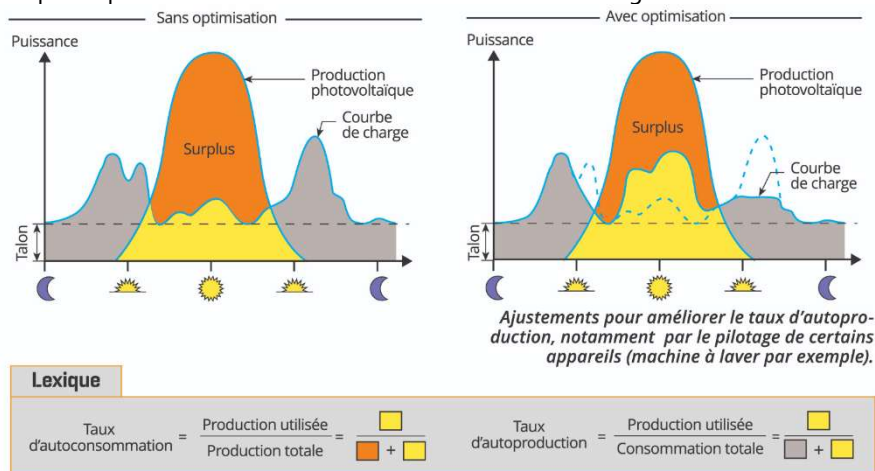 Sans optimisation
Puissance
Production
photovoltaïque
Courbe
de charge
Surplus
Talon
Avec optimisation
Puissance
Production
photovoltaïque
Surplus
Courbe
de charge
Talon
Ajustements pour améliorer le taux d'autopro-
duction, notamment par le pilotage de certains
appareils (machine à laver par exemple).
Lexique
Taux
d'autoconsommation = Production utilisée / Production totale = / +
Taux
d'autoproduction = Production utilisée / Consommation totale = / +